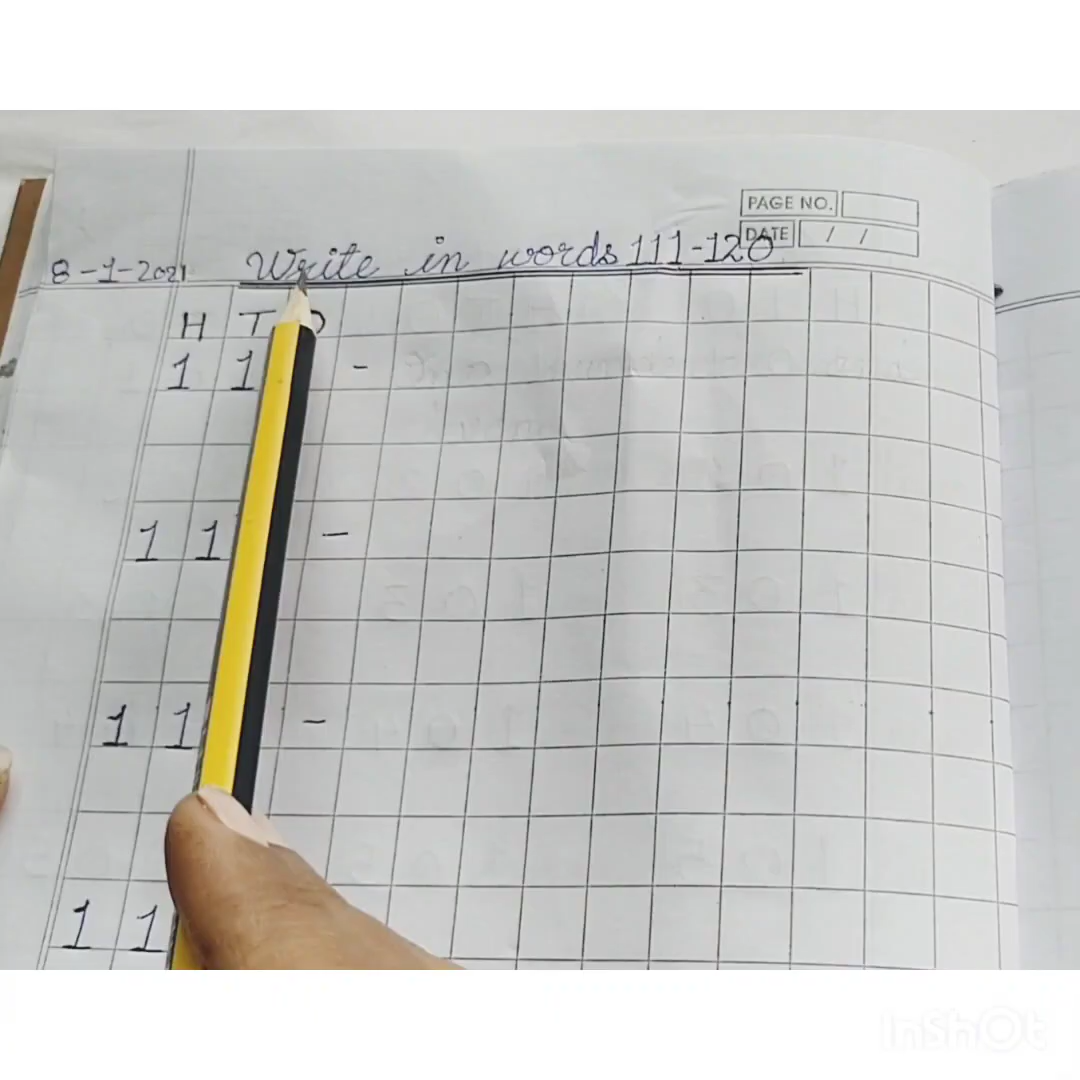 PAGE NO.
DATE / /
8-1-2021 Write in words 111-120
H T O
1 1 -
1 1 -
1 1 -
1 1
InShOt